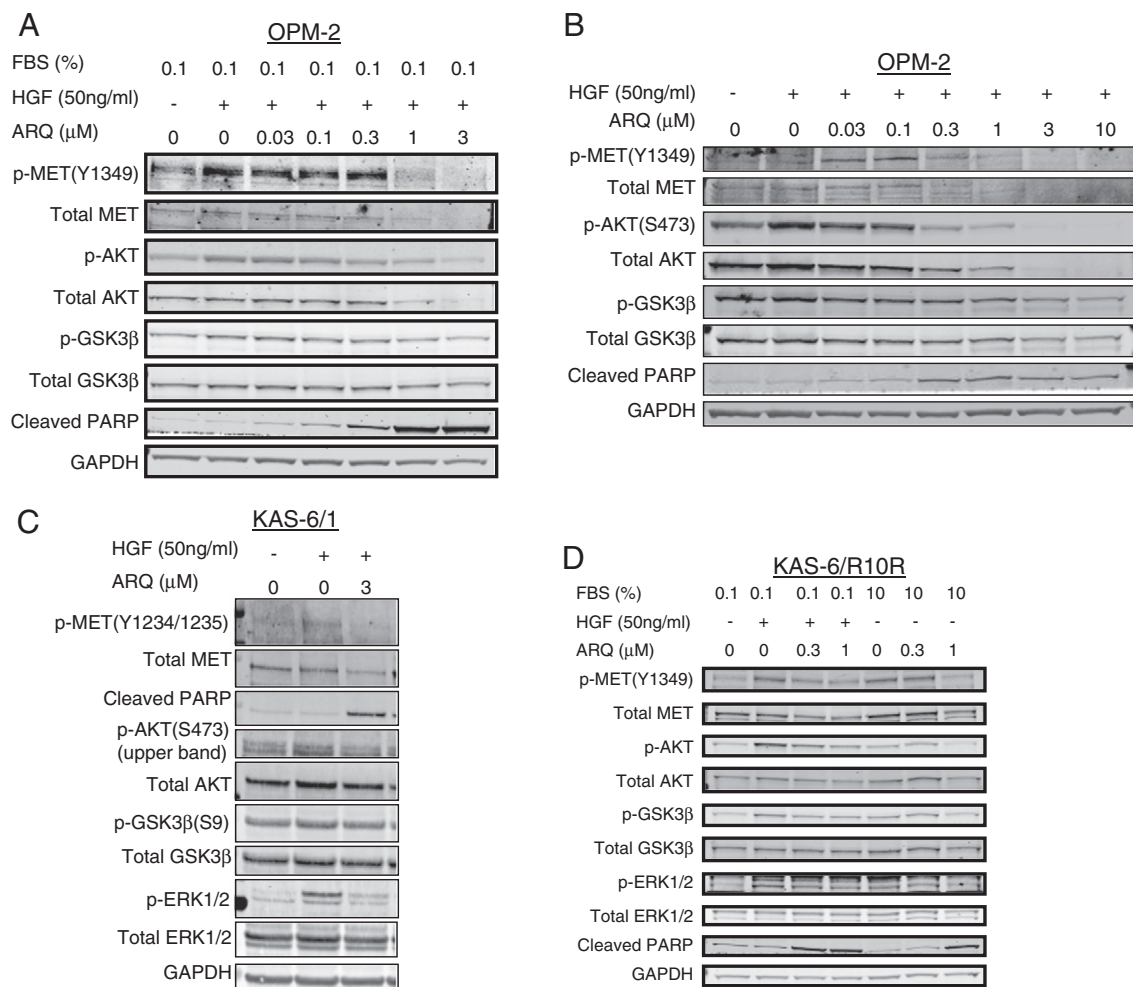 A
OPM-2
FBS (%) 0.1 0.1 0.1 0.1 0.1 0.1 0.1
HGF (50ng/ml) - + + + + + +
ARQ (μM) 0 0 0.03 0.1 0.3 1 3
p-MET(Y1349)
Total MET
p-AKT
Total AKT
p-GSK3β
Total GSK3β
Cleaved PARP
GAPDH
B
OPM-2
HGF (50ng/ml) - + + + + + + +
ARQ (μM) 0 0 0.03 0.1 0.3 1 3 10
p-MET(Y1349)
Total MET
p-AKT(S473)
Total AKT
p-GSK3β
Total GSK3β
Cleaved PARP
GAPDH
C
KAS-6/1
HGF (50ng/ml) - + +
ARQ (μM) 0 0 3
p-MET(Y1234/1235)
Total MET
Cleaved PARP
p-AKT(S473)
(upper band)
Total AKT
p-GSK3β(S9)
Total GSK3β
p-ERK1/2
Total ERK1/2
GAPDH
D
KAS-6/R10R
FBS (%) 0.1 0.1 0.1 0.1 10 10 10
HGF (50ng/ml) - + + + - - -
ARQ (μM) 0 0 0.3 1 0 0.3 1
p-MET(Y1349)
Total MET
p-AKT
Total AKT
p-GSK3β
Total GSK3β
p-ERK1/2
Total ERK1/2
Cleaved PARP
GAPDH